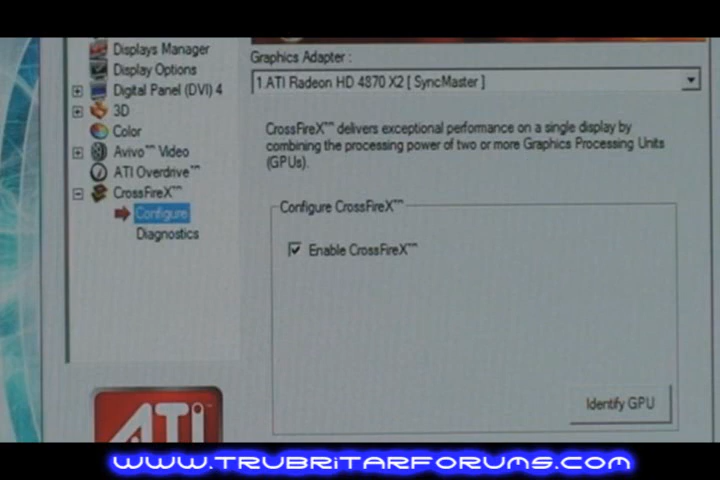 Displays Manager
Display Options
Digital Panel (DVI) 4
3D
Color
Avivo™ Video
ATI Overdrive™
CrossFireX™
Configure
Diagnostics
ATI
Graphics Adapter :
1. ATI Radeon HD 4870 X2 [ SyncMaster ]
CrossFireX™ delivers exceptional performance on a single display by
combining the processing power of two or more Graphics Processing Units
(GPUs).
Configure CrossFireX™
Enable CrossFireX™
Identify GPU
www.TRUBRITARFORUMS.COM